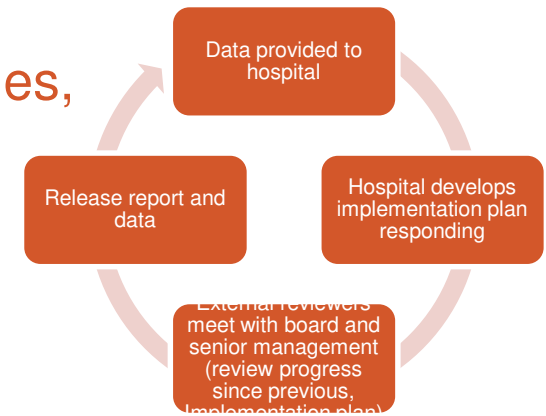 es,
Data provided to
hospital
Hospital develops
implementation plan
responding
External reviewers
meet with board and
senior management
(review progress
since previous,
Implementation plan)
Release report and
data